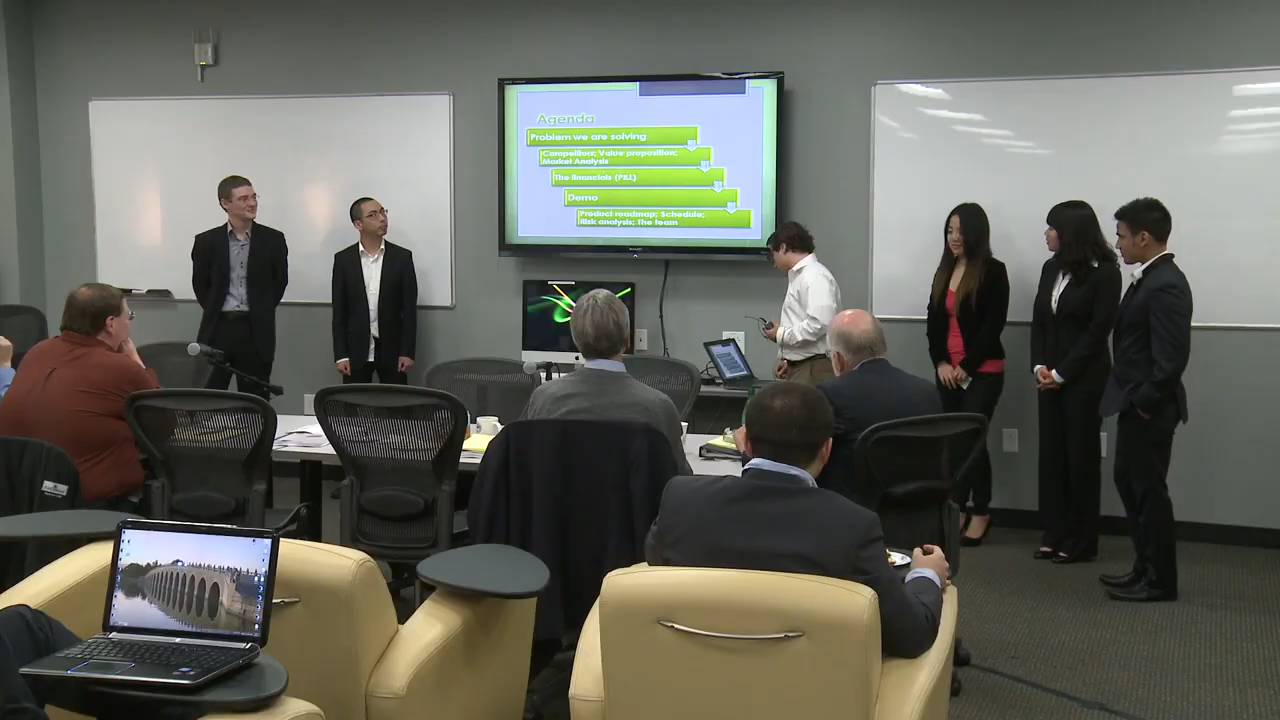 Agenda
Problem we are solving
Competitors; Value proposition;
Market Analysis
The financials (P&L)
Demo
Product roadmap; Schedule;
Risk analysis; The team